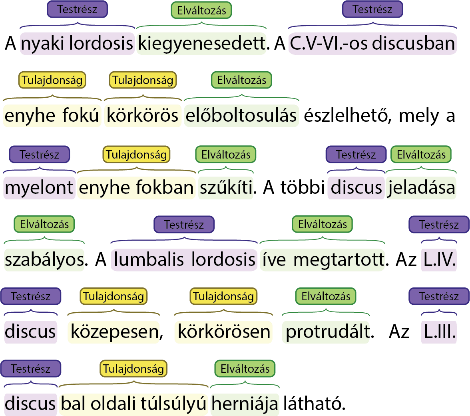 Testrész Elváltozás Testrész
A nyaki lordosis kiegyenesedett. A C.V-VI.-os discusban
Tulajdonság Tulajdonság Elváltozás
enyhe fokú körkörös előboltosulás észlelhető, mely a
Testrész Tulajdonság Elváltozás Testrész Elváltozás
myelont enyhe fokban szűkíti. A többi discus jeladása
Elváltozás Testrész Elváltozás Testrész
szabályos. A lumbalis lordosis íve megtartott. Az L.IV.
Testrész Tulajdonság Tulajdonság Elváltozás Testrész
discus közepesen, körkörösen protrudált. Az L.III.
Testrész Tulajdonság Elváltozás
discus bal oldali túlsúlyú herniája látható.